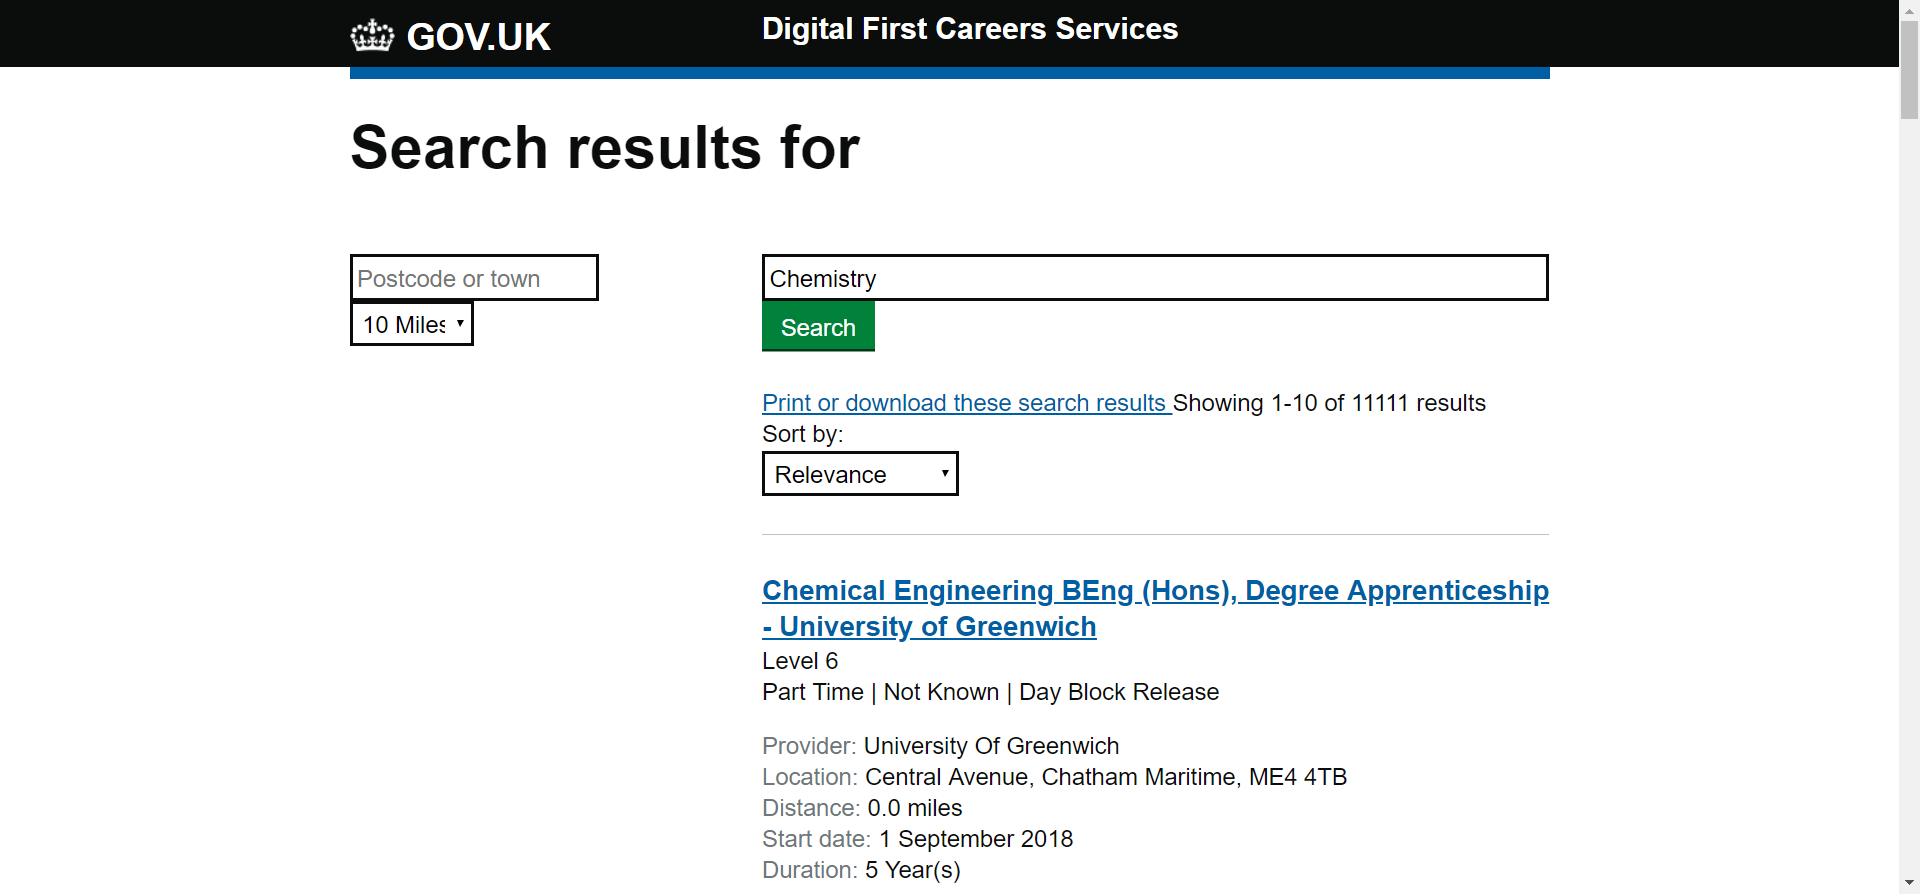 GOV.UK
Digital First Careers Services
Search results for
Postcode or town
10 Miles
Chemistry
Search
Print or download these search results Showing 1-10 of 11111 results
Sort by:
Relevance
Chemical Engineering BEng (Hons), Degree Apprenticeship
- University of Greenwich
Level 6
Part Time | Not Known | Day Block Release
Provider: University Of Greenwich
Location: Central Avenue, Chatham Maritime, ME4 4TB
Distance: 0.0 miles
Start date: 1 September 2018
Duration: 5 Year(s)